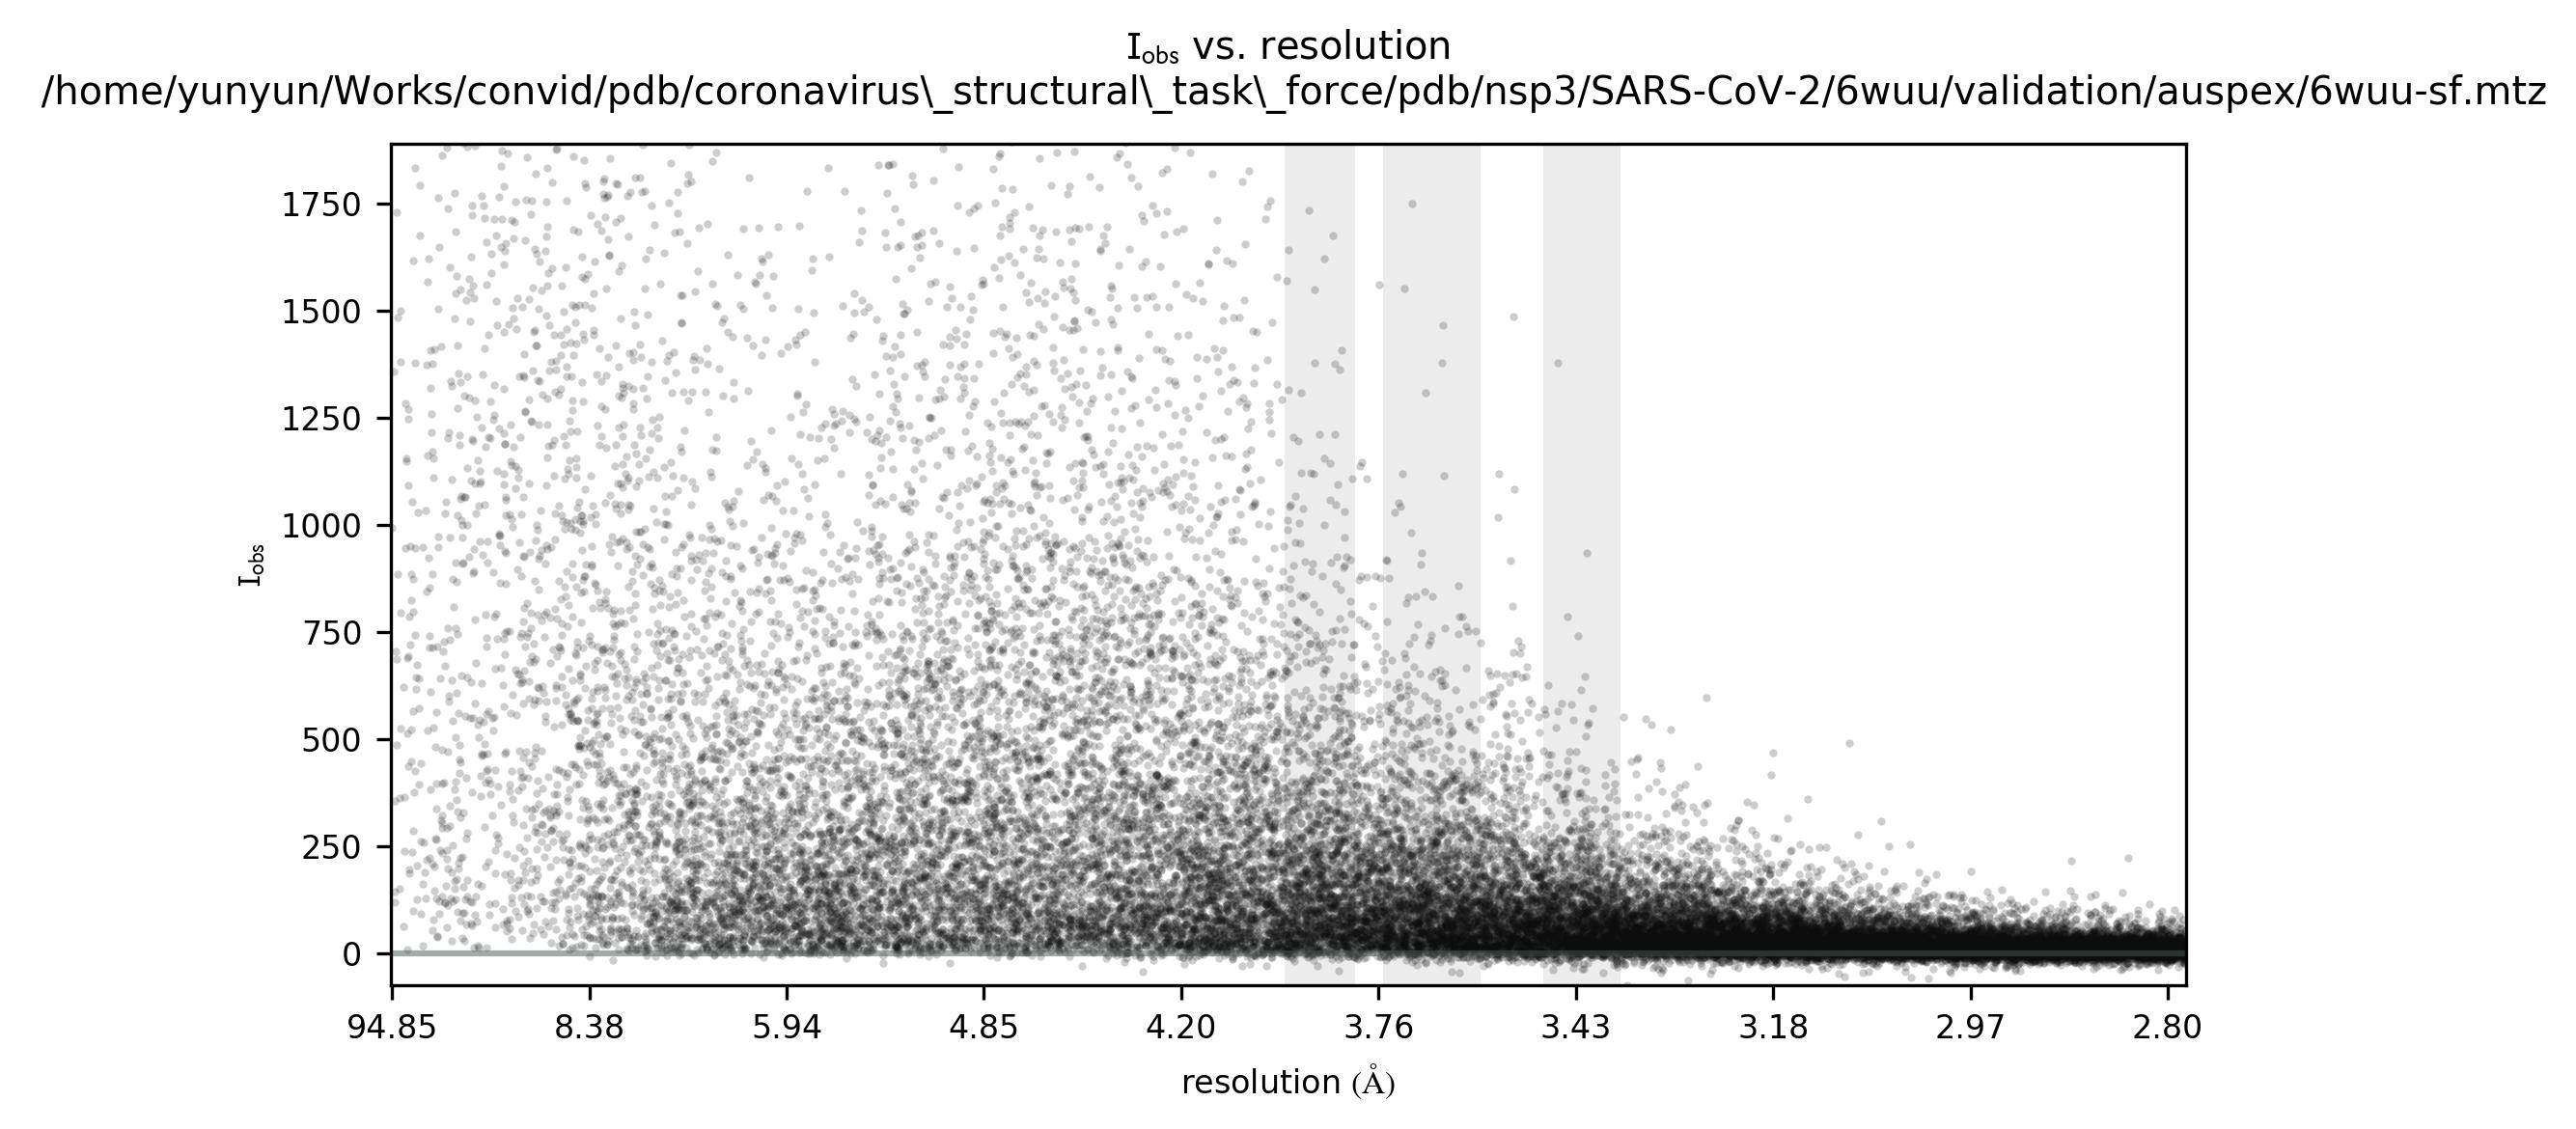 I_obs vs. resolution
/home/yunyun/Works/convid/pdb/coronavirus\_structural\_task\_force/pdb/nsp3/SARS-CoV-2/6wuu/validation/auspex/6wuu-sf.mtz
1750
1500
1250
1000
750
500
250
0
I_obs
94.85 8.38 5.94 4.85 4.20 3.76 3.43 3.18 2.97 2.80
resolution (Å)